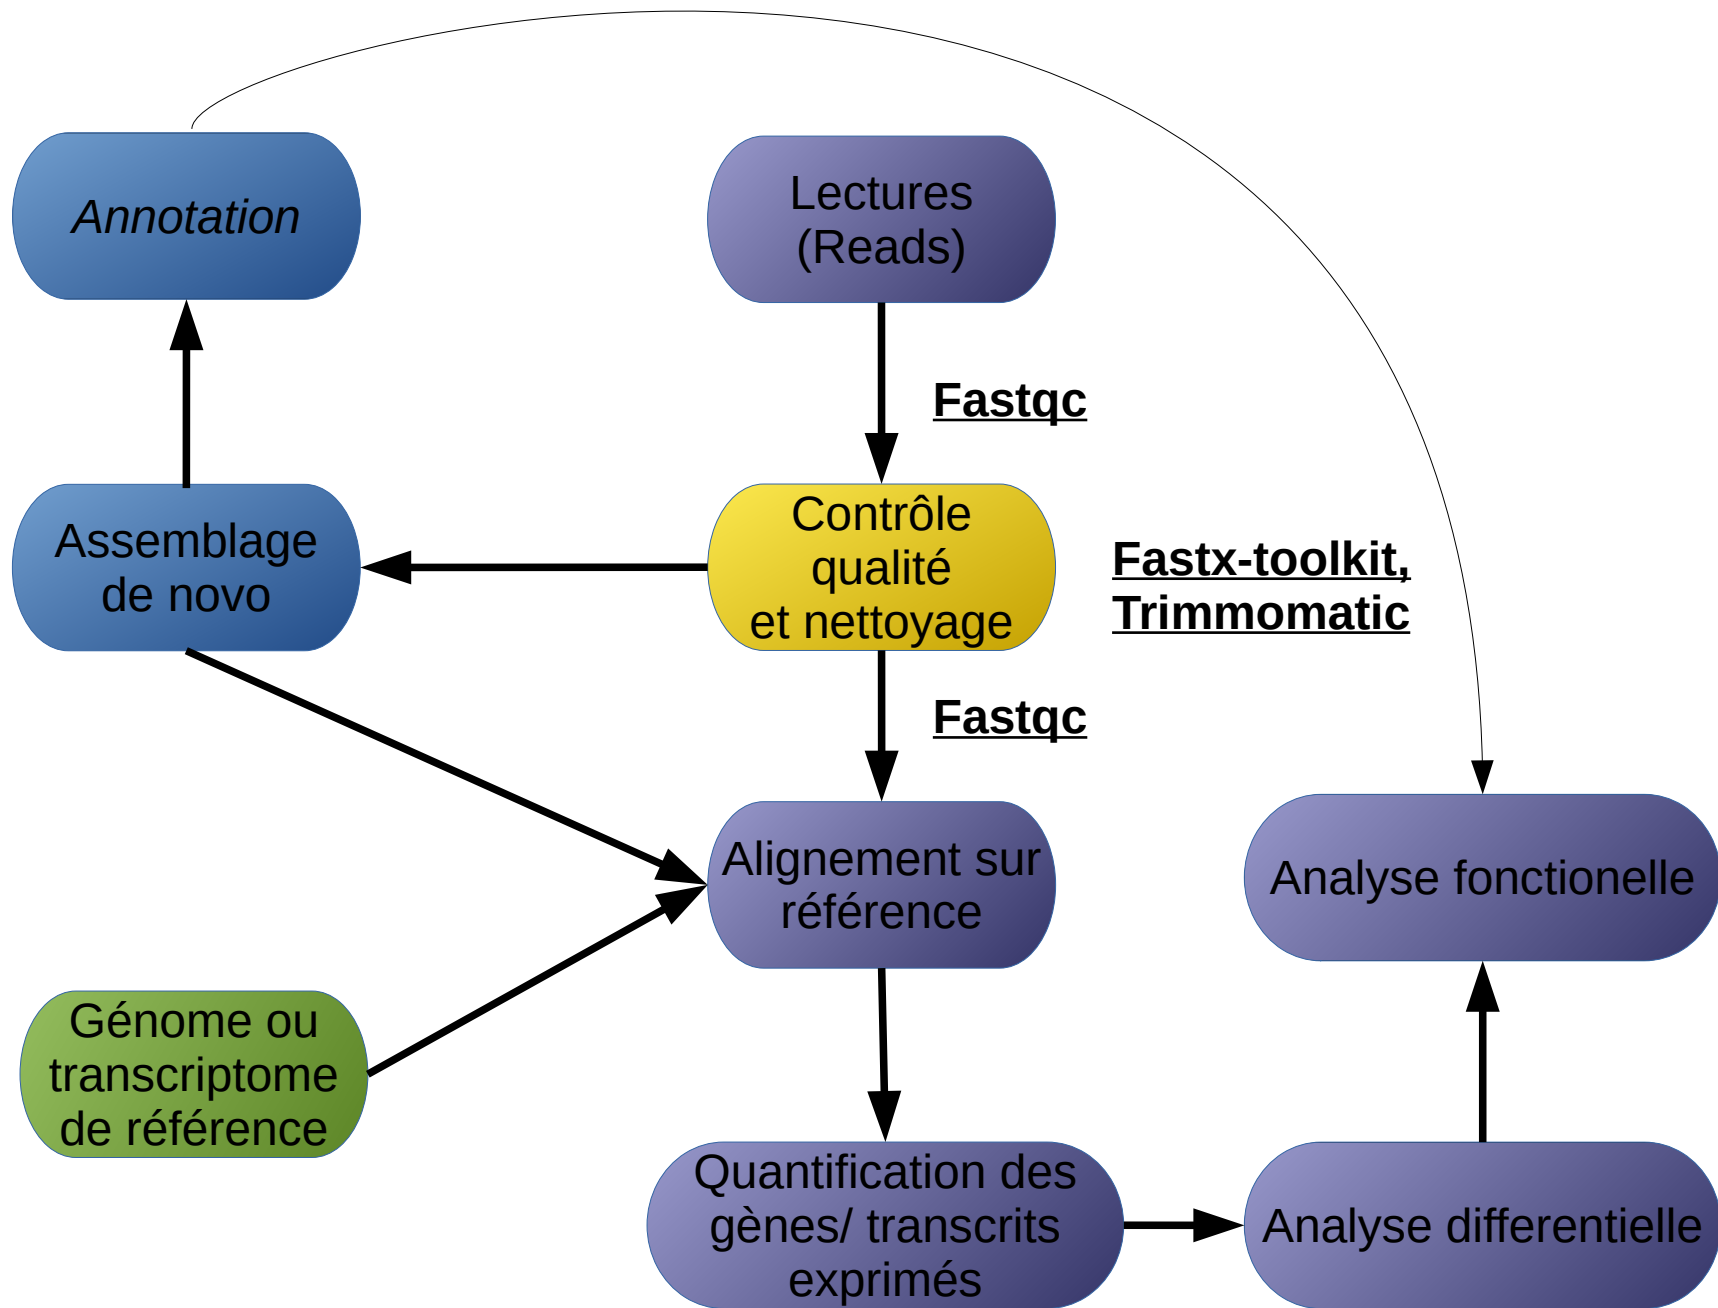 Annotation
Lectures
(Reads)
Fastqc
Assemblage
de novo
Contrôle
qualité
et nettoyage
Fastx-toolkit,
Trimmomatic
Fastqc
Alignement sur
référence
Analyse fonctionelle
Génome ou
transcriptome
de référence
Quantification des
gènes/ transcrits
exprimés
Analyse differentielle